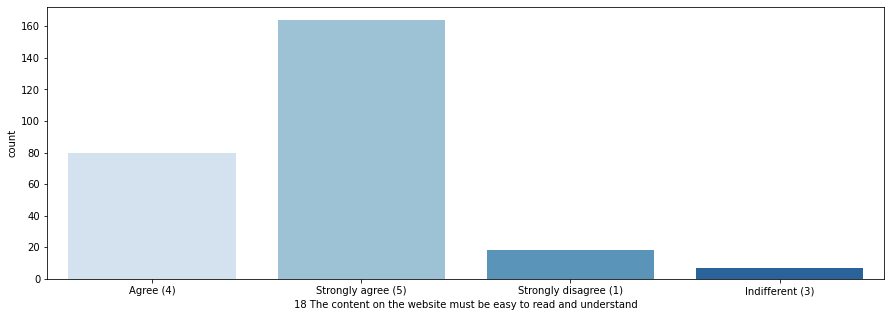 160
140
120
100
80
60
40
20
0
count
Agree (4)
Strongly agree (5)
Strongly disagree (1)
Indifferent (3)
18 The content on the website must be easy to read and understand